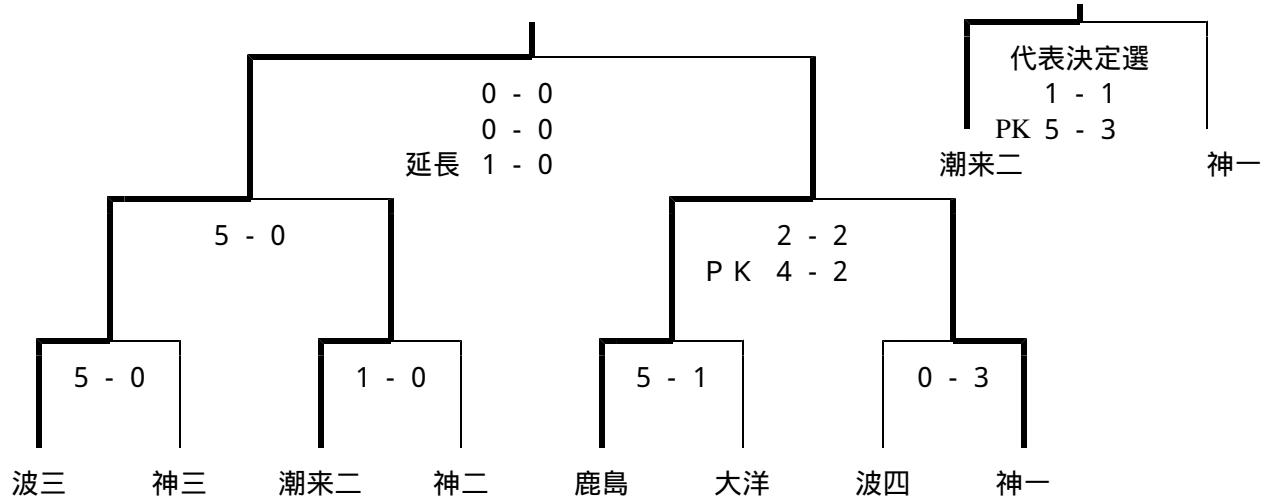 代表決定選
1 - 1
PK 5 - 3
潮来二 神一
0 - 0
0 - 0
延長 1 - 0
5 - 0
2 - 2
ＰＫ 4 - 2
5 - 0 1 - 0 5 - 1 0 - 3
波三 神三 潮来二 神二 鹿島 大洋 波四 神一